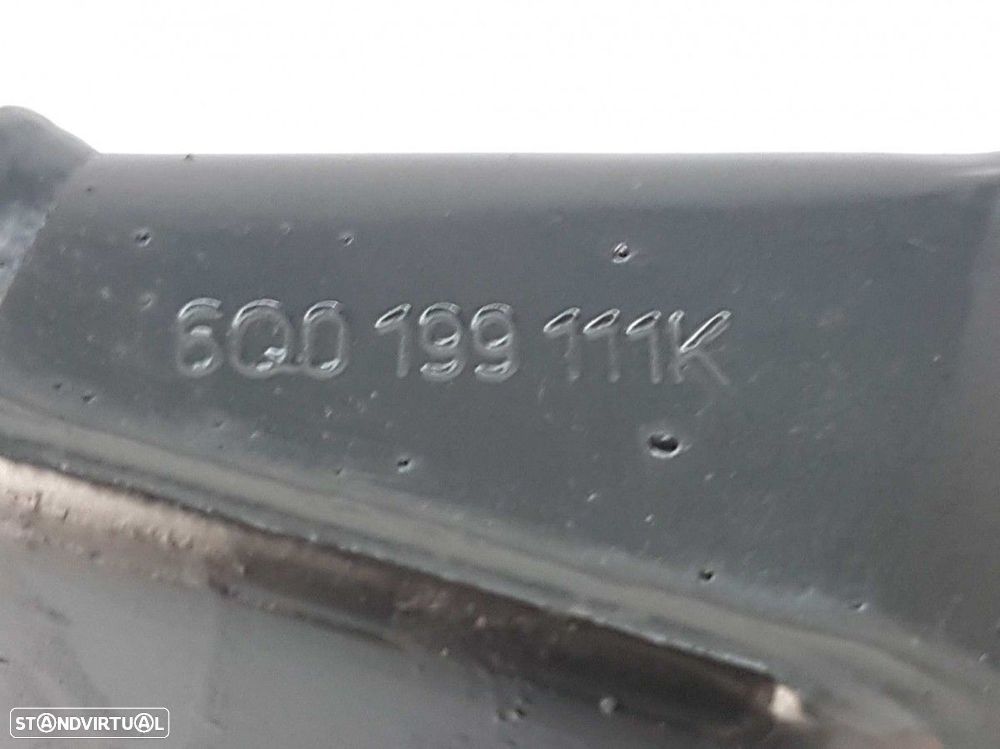 6Q0 199 111K
STANDVIRTUAL